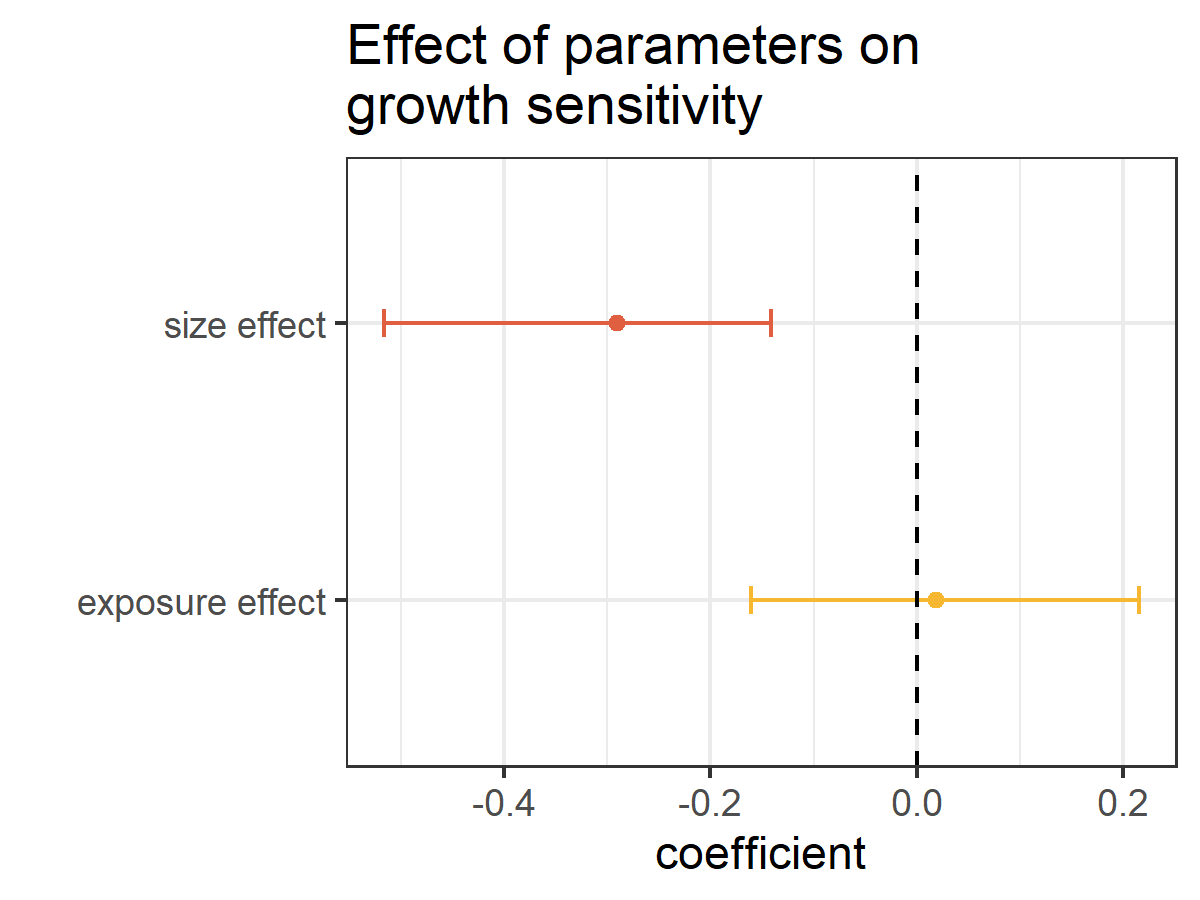 Effect of parameters on
growth sensitivity
size effect
exposure effect
-0.4 -0.2 0.0 0.2
coefficient